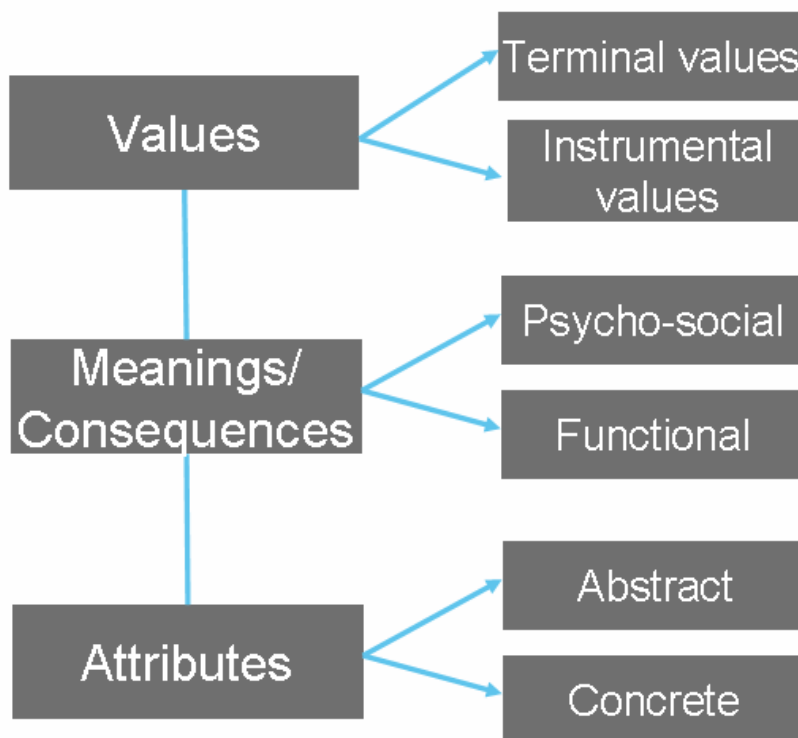 Terminal values
Values
Instrumental
values
Psycho-social
Meanings/
Consequences
Functional
Abstract
Attributes
Concrete